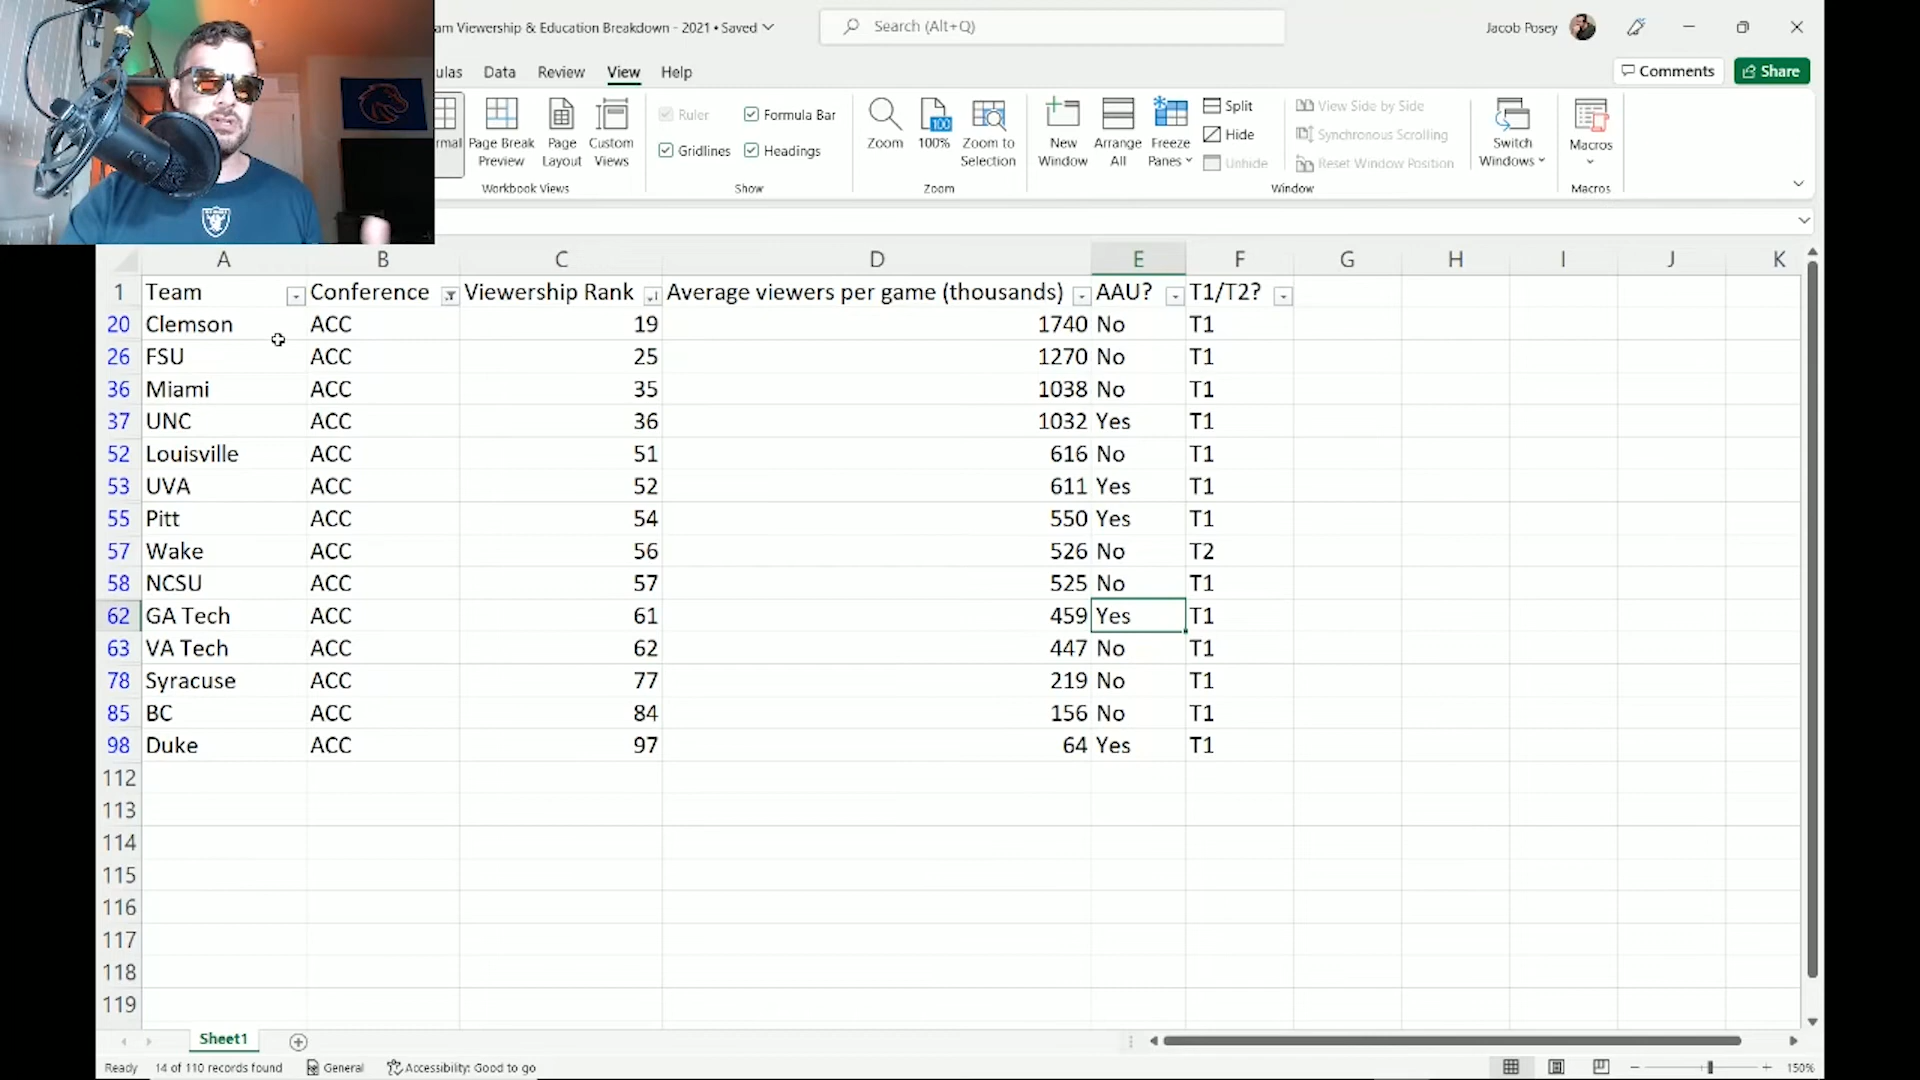 am Viewership & Education Breakdown - 2021 • Saved
Search (Alt+Q)
Jacob Posey
ulas Data Review View Help
Comments
Share
mal
Page Break Preview
Page Layout
Custom Views
Workbook Views
Ruler
Formula Bar
Gridlines
Headings
Show
Zoom
100
100%
Zoom to Selection
Zoom
New Window
Arrange All
Freeze Panes
Split
Hide
Unhide
View Side by Side
Synchronous Scrolling
Reset Window Position
Window
Switch Windows
Macros
Macros
A B C D E F G H I J K
1 Team Conference Viewership Rank Average viewers per game (thousands) AAU? T1/T2?
20 Clemson ACC 19 1740 No T1
26 FSU ACC 25 1270 No T1
36 Miami ACC 35 1038 No T1
37 UNC ACC 36 1032 Yes T1
52 Louisville ACC 51 616 No T1
53 UVA ACC 52 611 Yes T1
55 Pitt ACC 54 550 Yes T1
57 Wake ACC 56 526 No T2
58 NCSU ACC 57 525 No T1
62 GA Tech ACC 61 459 Yes T1
63 VA Tech ACC 62 447 No T1
78 Syracuse ACC 77 219 No T1
85 BC ACC 84 156 No T1
98 Duke ACC 97 64 Yes T1
112
113
114
115
116
117
118
119
Sheet1
Ready 14 of 110 records found General Accessibility: Good to go 150%